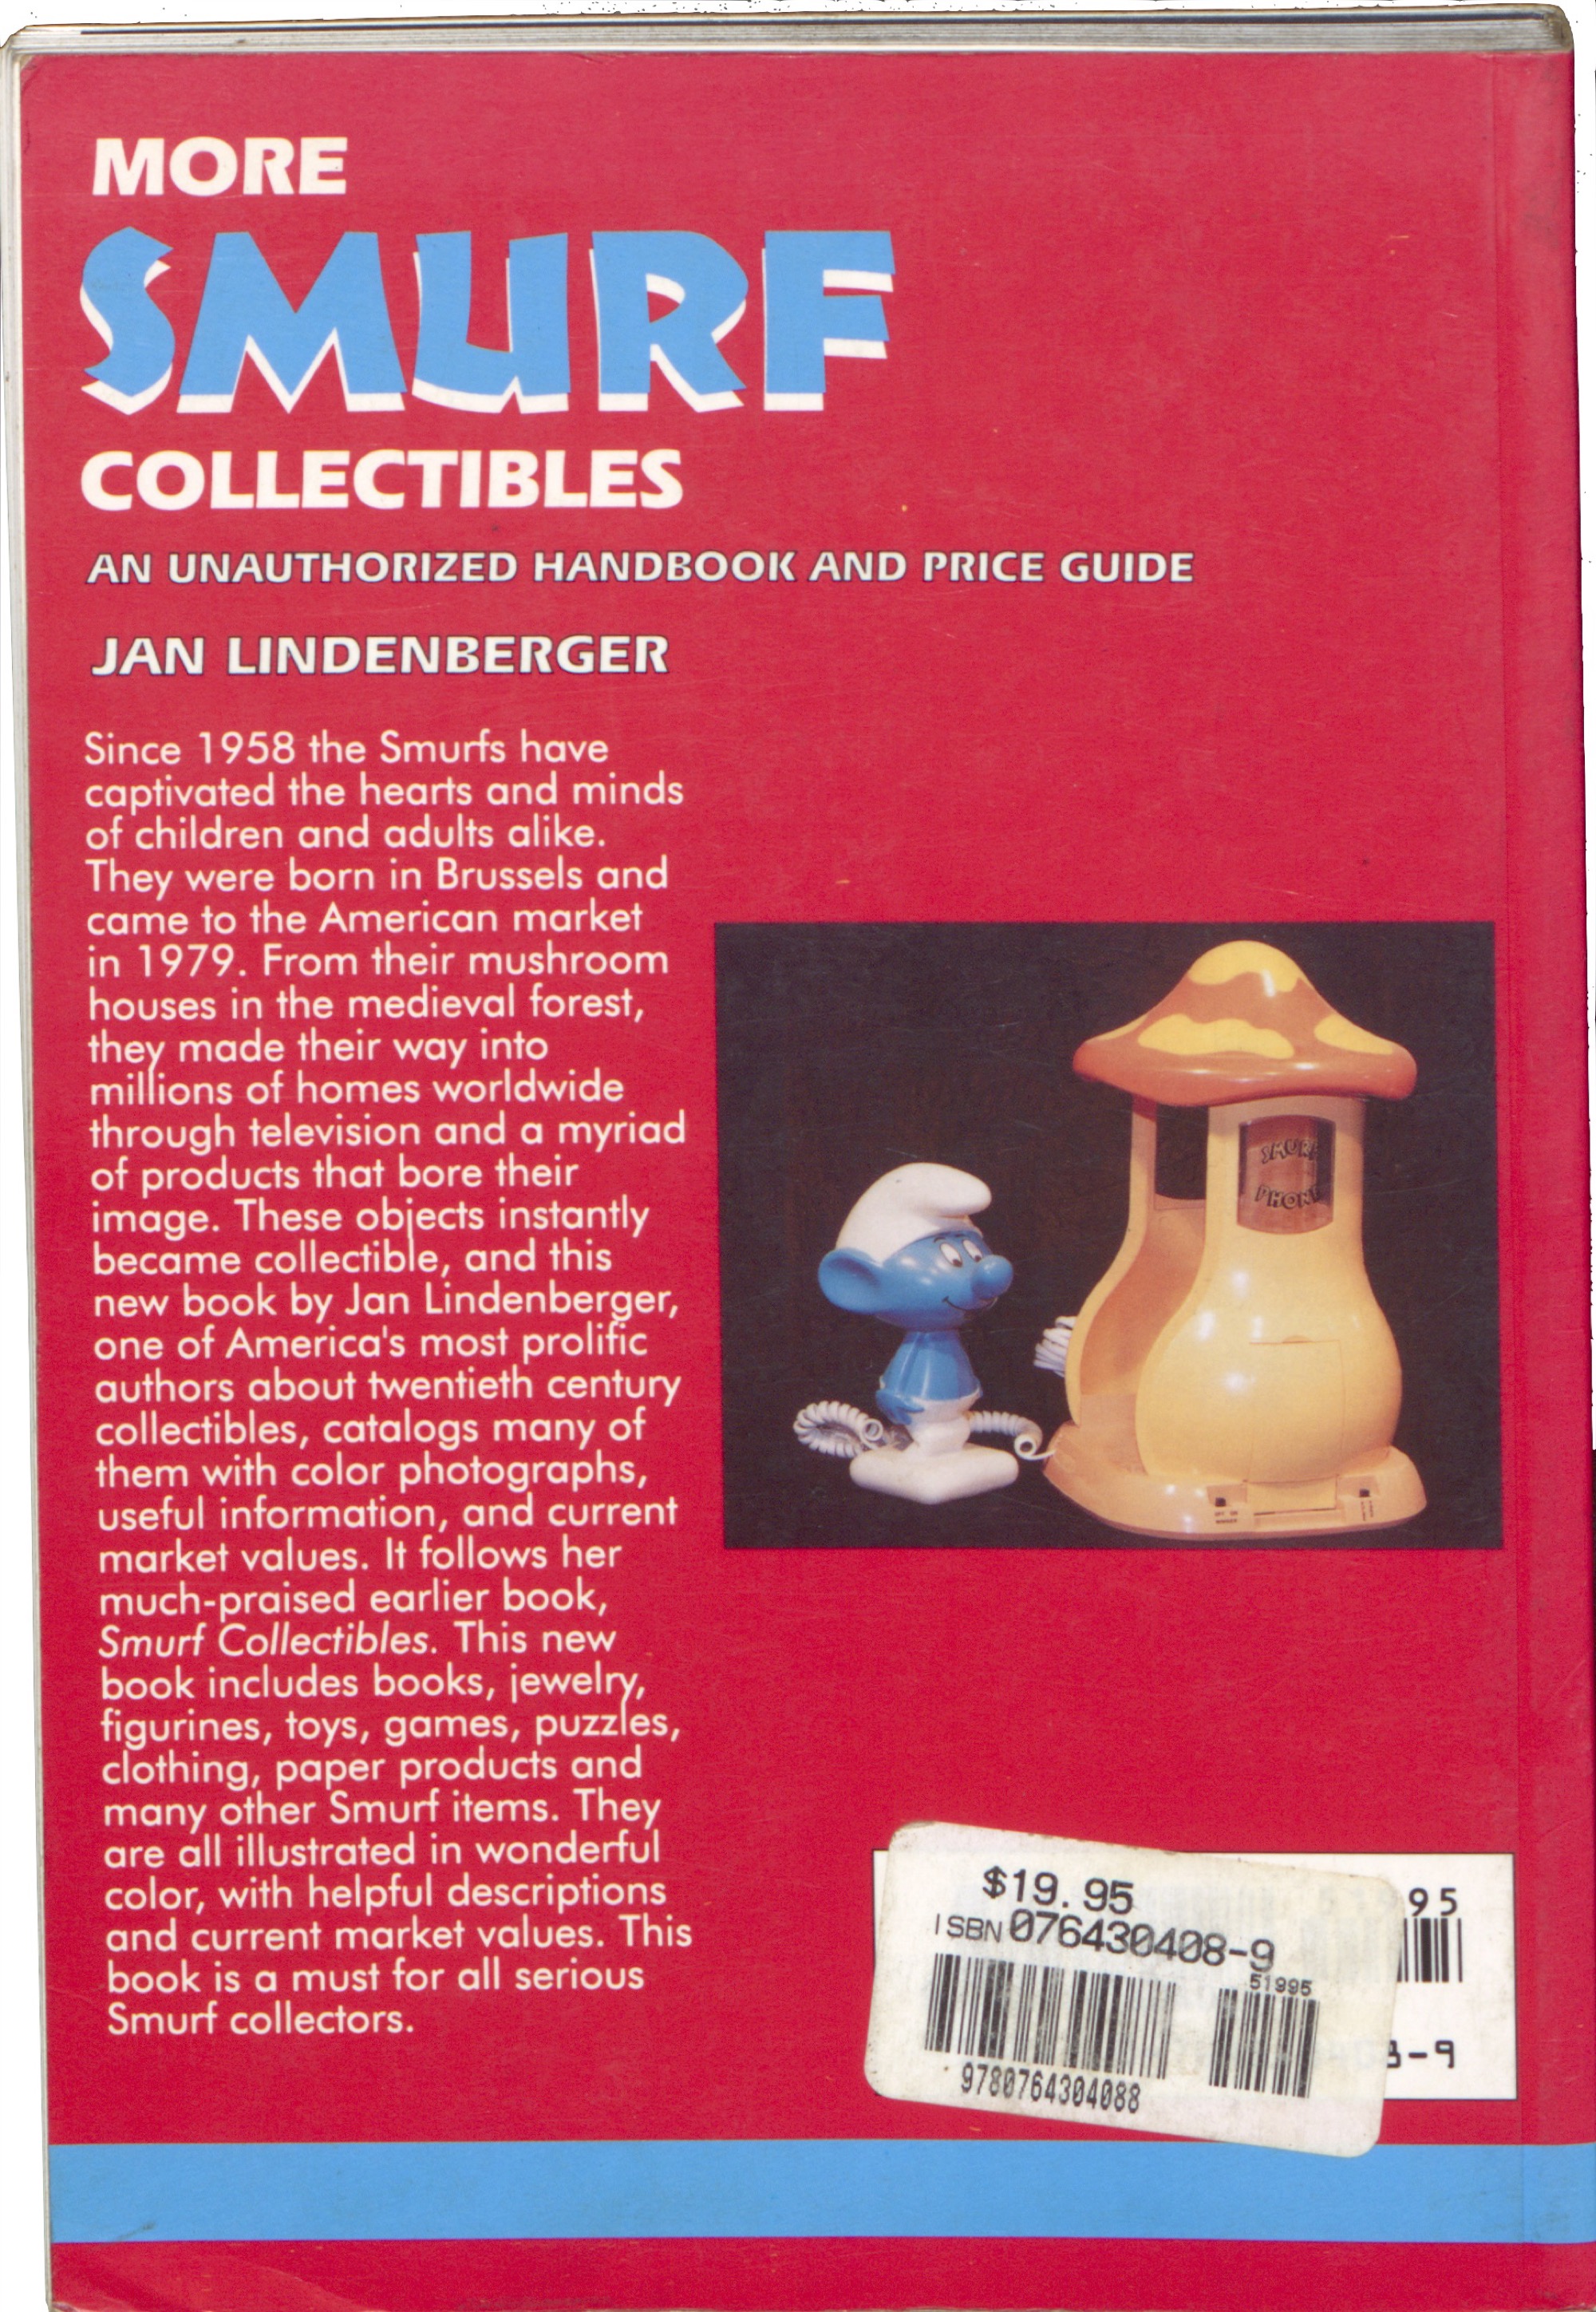 MORE
SMURF
COLLECTIBLES
AN UNAUTHORIZED HANDBOOK AND PRICE GUIDE
JAN LINDENBERGER
Since 1958 the Smurfs have
captivated the hearts and minds
of children and adults alike.
They were born in Brussels and
came to the American market
in 1979. From their mushroom
houses in the medieval forest,
they made their way into
millions of homes worldwide
through television and a myriad
of products that bore their
image. These objects instantly
became collectible, and this
new book by Jan Lindenberger,
one of America's most prolific
authors about twentieth century
collectibles, catalogs many of
them with color photographs,
useful information, and current
market values. It follows her
much-praised earlier book,
Smurf Collectibles. This new
book includes books, jewelry,
figurines, toys, games, puzzles,
clothing, paper products and
many other Smurf items. They
are all illustrated in wonderful
color, with helpful descriptions
and current market values. This
book is a must for all serious
Smurf collectors.
SMURF
PHONE
$19.95
ISBN 076430408-9
51995
9780764304088
95
-9